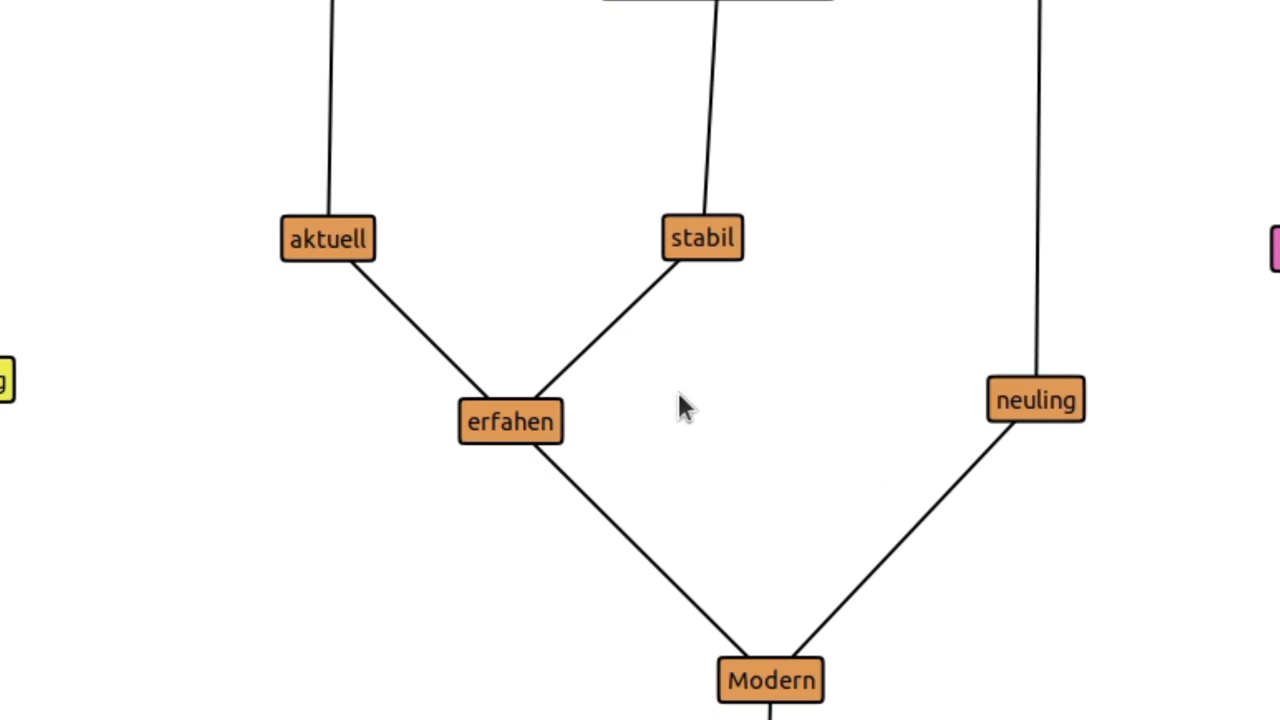 aktuell
stabil
g
erfahen
neuling
Modern